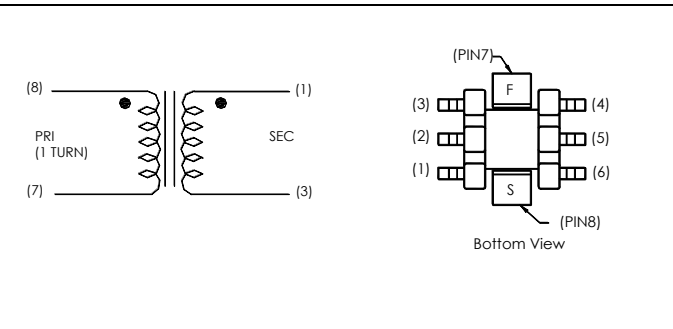 (8)
(1)
PRI
(1 TURN)
SEC
(7)
(3)
(PIN7)
F
(3)
(4)
(2)
(5)
(1)
(6)
S
(PIN8)
Bottom View